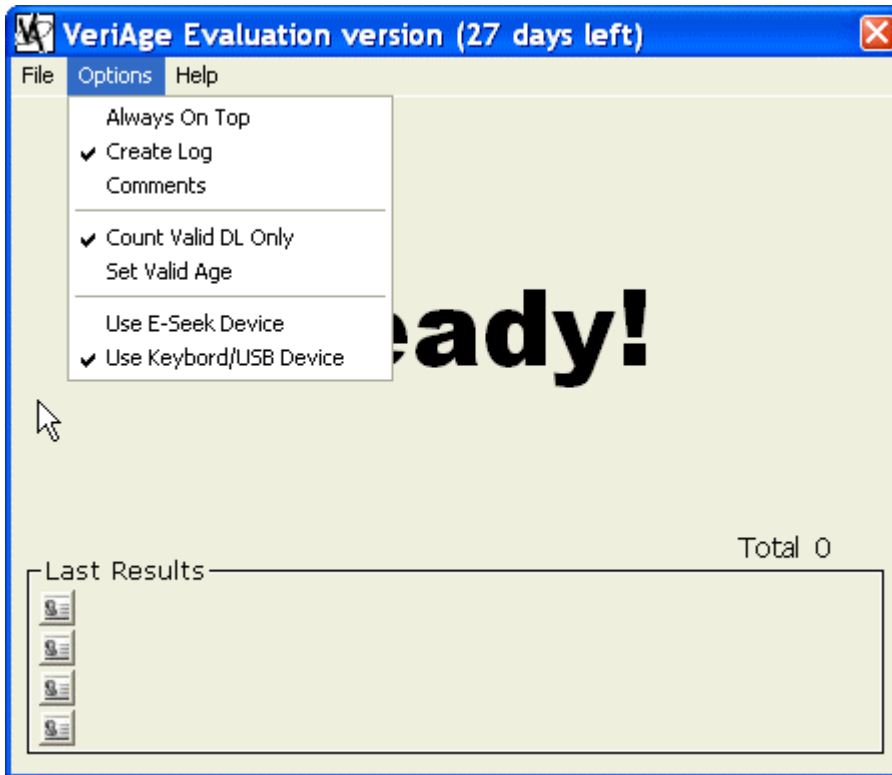 VeriAge Evaluation version (27 days left)
File Options Help
Always On Top
Create Log
Comments
Count Valid DL Only
Set Valid Age
Use E-Seek Device
Use Keybord/USB Device
eady!
Total 0
Last Results